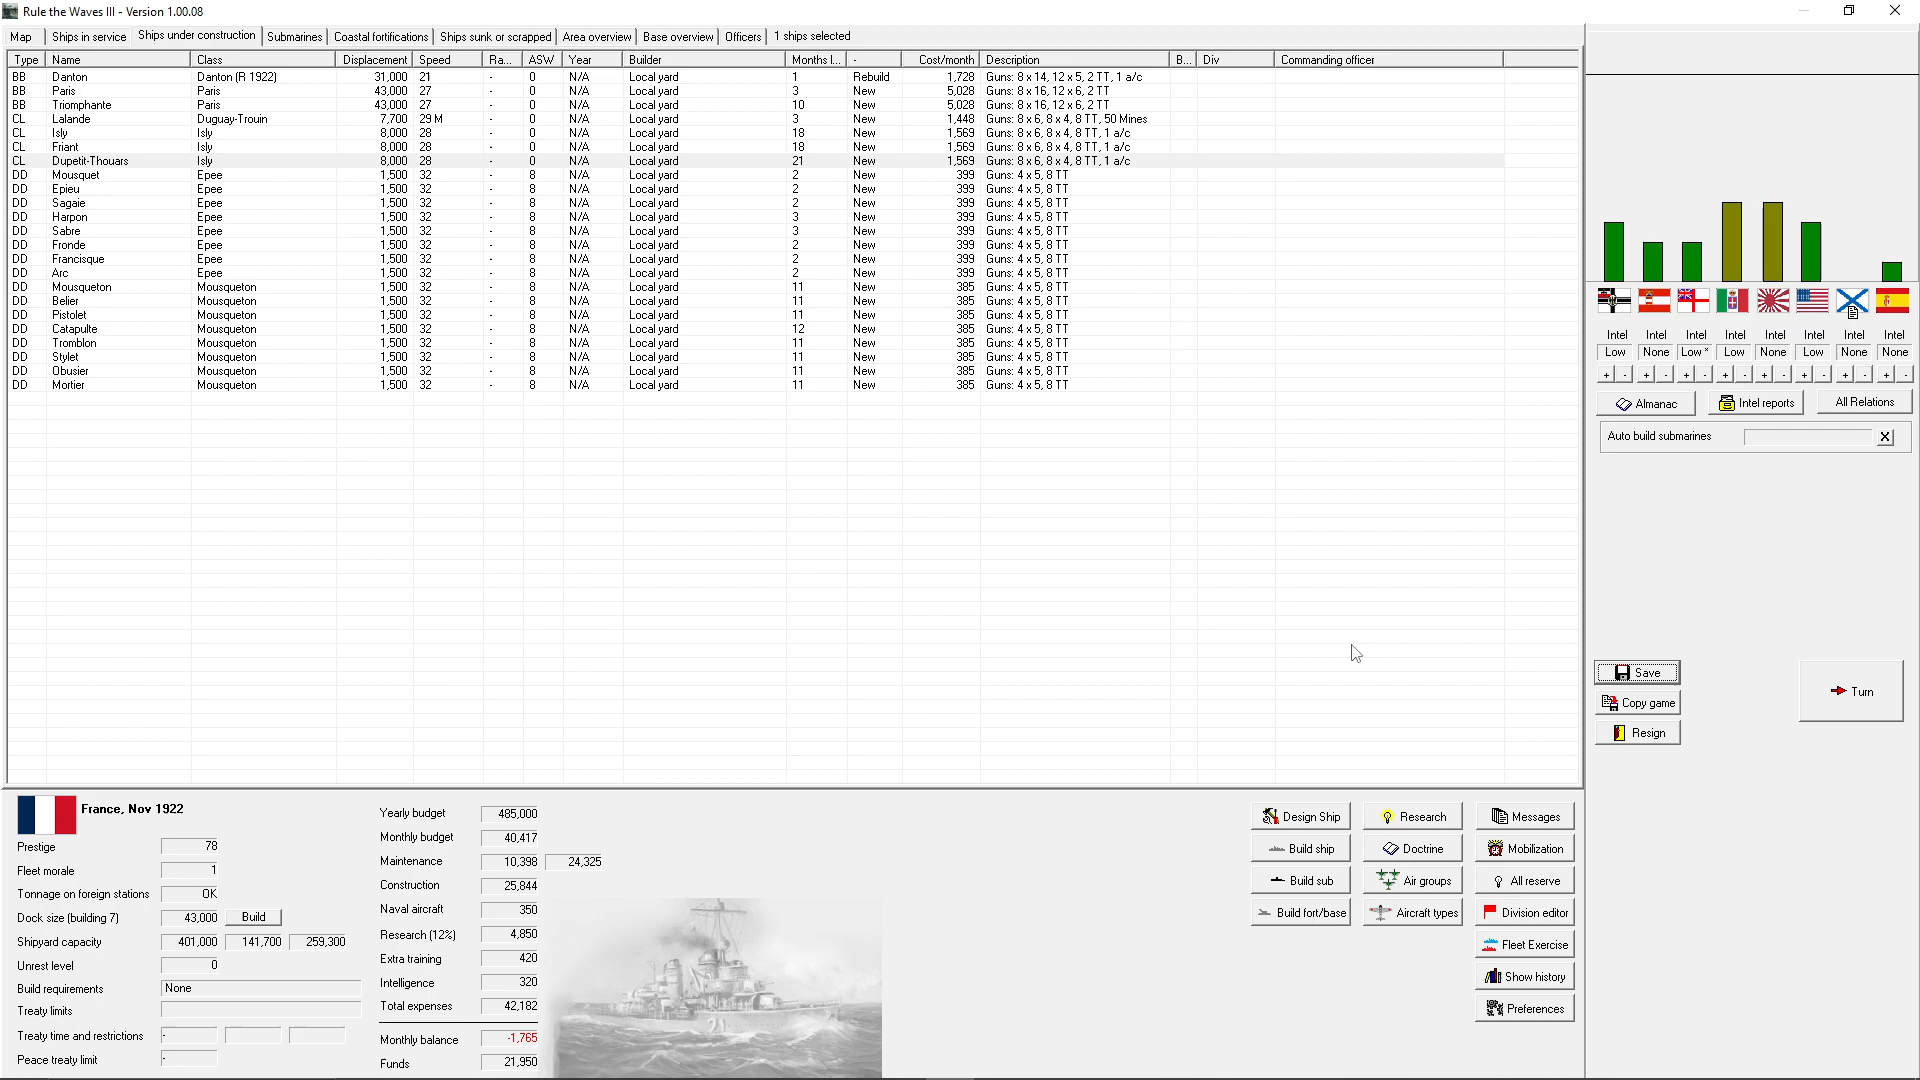 Rule the Waves III - Version 1.00.08
Map Ships in service Ships under construction Submarines Coastal fortifications Ships sunk or scrapped Area overview Base overview Officers 1 ships selected
Type Name Class Displacement Speed Ra... ASW Year Builder Months l... - Cost/month Description B... Div Commanding officer
BB Danton Danton (R 1922) 31,000 21 - 0 N/A Local yard 1 Rebuild 1,728 Guns: 8 x 14, 12 x 5, 2 TT, 1 a/c
BB Paris Paris 43,000 27 - 0 N/A Local yard 3 New 5,028 Guns: 8 x 16, 12 x 6, 2 TT
BB Triomphante Paris 43,000 27 - 0 N/A Local yard 10 New 5,028 Guns: 8 x 16, 12 x 6, 2 TT
CL Lalande Duguay-Trouin 7,700 29 M - 0 N/A Local yard 3 New 1,448 Guns: 8 x 6, 8 x 4, 8 TT, 50 Mines
CL Isly Isly 8,000 28 - 0 N/A Local yard 18 New 1,569 Guns: 8 x 6, 8 x 4, 8 TT, 1 a/c
CL Friant Isly 8,000 28 - 0 N/A Local yard 18 New 1,569 Guns: 8 x 6, 8 x 4, 8 TT, 1 a/c
CL Dupetit-Thouars Isly 8,000 28 - 0 N/A Local yard 21 New 1,569 Guns: 8 x 6, 8 x 4, 8 TT, 1 a/c
DD Mousquet Epee 1,500 32 - 8 N/A Local yard 2 New 399 Guns: 4 x 5, 8 TT
DD Epieu Epee 1,500 32 - 8 N/A Local yard 2 New 399 Guns: 4 x 5, 8 TT
DD Sagaie Epee 1,500 32 - 8 N/A Local yard 2 New 399 Guns: 4 x 5, 8 TT
DD Harpon Epee 1,500 32 - 8 N/A Local yard 3 New 399 Guns: 4 x 5, 8 TT
DD Sabre Epee 1,500 32 - 8 N/A Local yard 3 New 399 Guns: 4 x 5, 8 TT
DD Fronde Epee 1,500 32 - 8 N/A Local yard 2 New 399 Guns: 4 x 5, 8 TT
DD Francisque Epee 1,500 32 - 8 N/A Local yard 2 New 399 Guns: 4 x 5, 8 TT
DD Arc Epee 1,500 32 - 8 N/A Local yard 2 New 399 Guns: 4 x 5, 8 TT
DD Mousqueton Mousqueton 1,500 32 - 8 N/A Local yard 11 New 385 Guns: 4 x 5, 8 TT
DD Belier Mousqueton 1,500 32 - 8 N/A Local yard 11 New 385 Guns: 4 x 5, 8 TT
DD Pistolet Mousqueton 1,500 32 - 8 N/A Local yard 11 New 385 Guns: 4 x 5, 8 TT
DD Catapulte Mousqueton 1,500 32 - 8 N/A Local yard 12 New 385 Guns: 4 x 5, 8 TT
DD Tromblon Mousqueton 1,500 32 - 8 N/A Local yard 11 New 385 Guns: 4 x 5, 8 TT
DD Stylet Mousqueton 1,500 32 - 8 N/A Local yard 11 New 385 Guns: 4 x 5, 8 TT
DD Obusier Mousqueton 1,500 32 - 8 N/A Local yard 11 New 385 Guns: 4 x 5, 8 TT
DD Mortier Mousqueton 1,500 32 - 8 N/A Local yard 11 New 385 Guns: 4 x 5, 8 TT
Intel Intel Intel Intel Intel Intel Intel Intel
Low None Low * Low None Low None None
+ - + - + - + - + - + - + - + -
Almanac Intel reports All Relations
Auto build submarines X
Save
Copy game
Resign
Turn
France, Nov 1922
Prestige 78
Fleet morale 1
Tonnage on foreign stations OK
Dock size (building 7) 43,000 Build
Shipyard capacity 401,000 141,700 259,300
Unrest level 0
Build requirements None
Treaty limits
Treaty time and restrictions -
Peace treaty limit -
Yearly budget 485,000
Monthly budget 40,417
Maintenance 10,398 24,325
Construction 25,844
Naval aircraft 350
Research (12%) 4,850
Extra training 420
Intelligence 320
Total expenses 42,182
Monthly balance -1,765
Funds 21,950
Design Ship Research Messages
Build ship Doctrine Mobilization
Build sub Air groups All reserve
Build fort/base Aircraft types Division editor
Fleet Exercise
Show history
Preferences